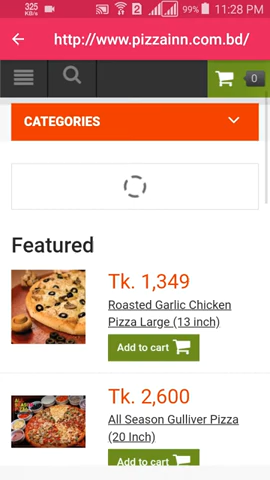 325
KB/s
2
99%
11:28 PM
http://www.pizzainn.com.bd/
0
CATEGORIES
Featured
Tk. 1,349
Roasted Garlic Chicken
Pizza Large (13 inch)
Add to cart
Tk. 2,600
All Season Gulliver Pizza
(20 Inch)
Add to cart